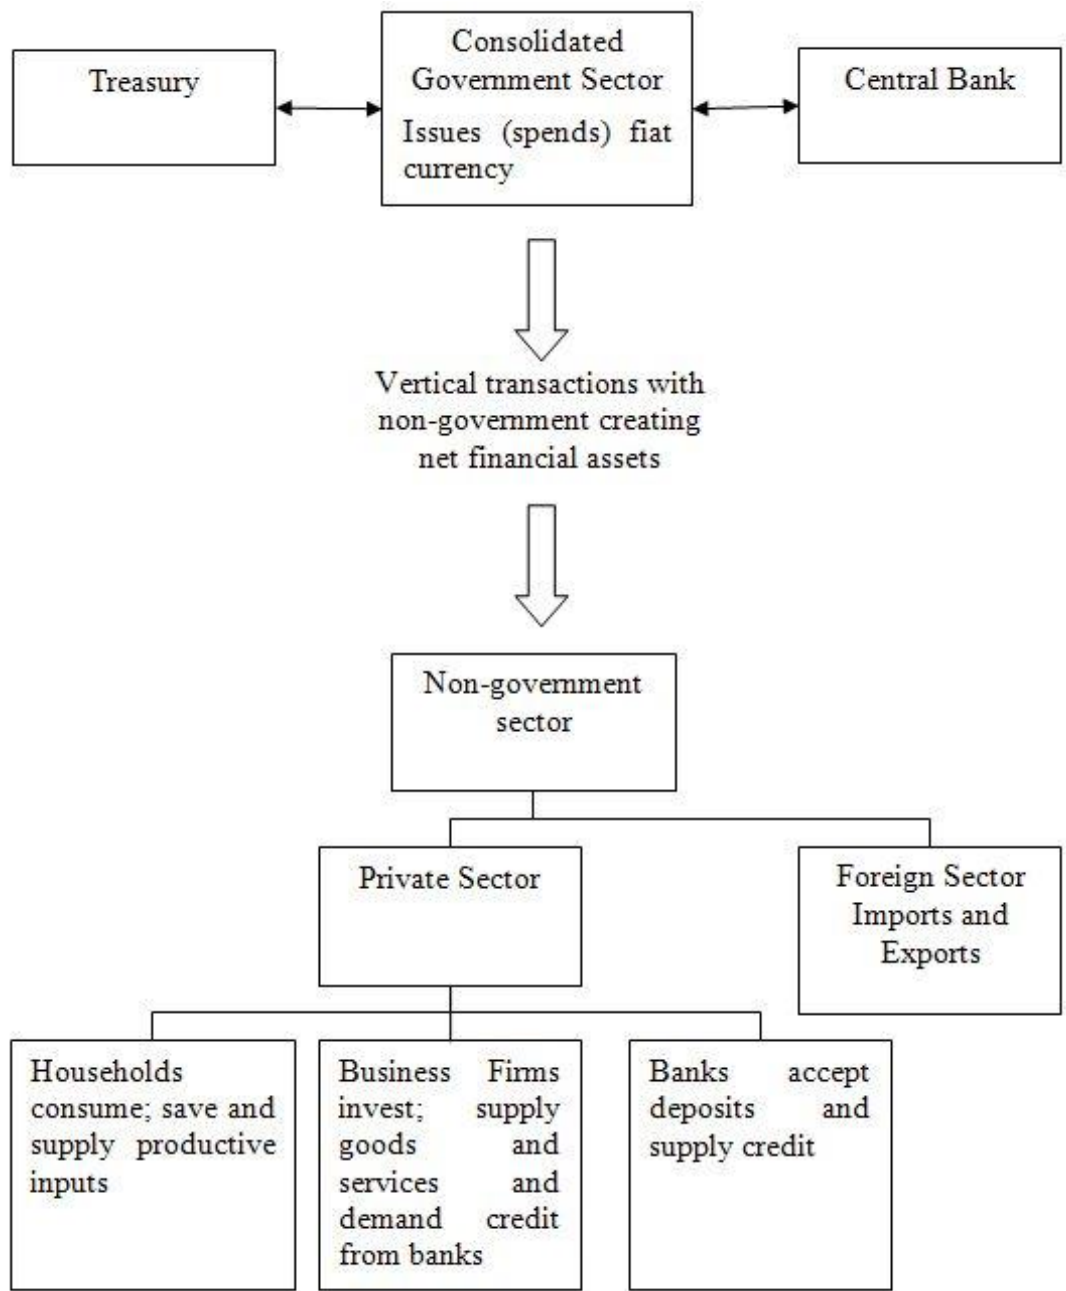 Treasury
Consolidated
Government Sector
Issues (spends) fiat
currency
Central Bank
Vertical transactions with
non-government creating
net financial assets
Non-government
sector
Private Sector
Foreign Sector
Imports and
Exports
Households
consume; save and
supply productive
inputs
Business Firms
invest; supply
goods and
services and
demand credit
from banks
Banks accept
deposits and
supply credit